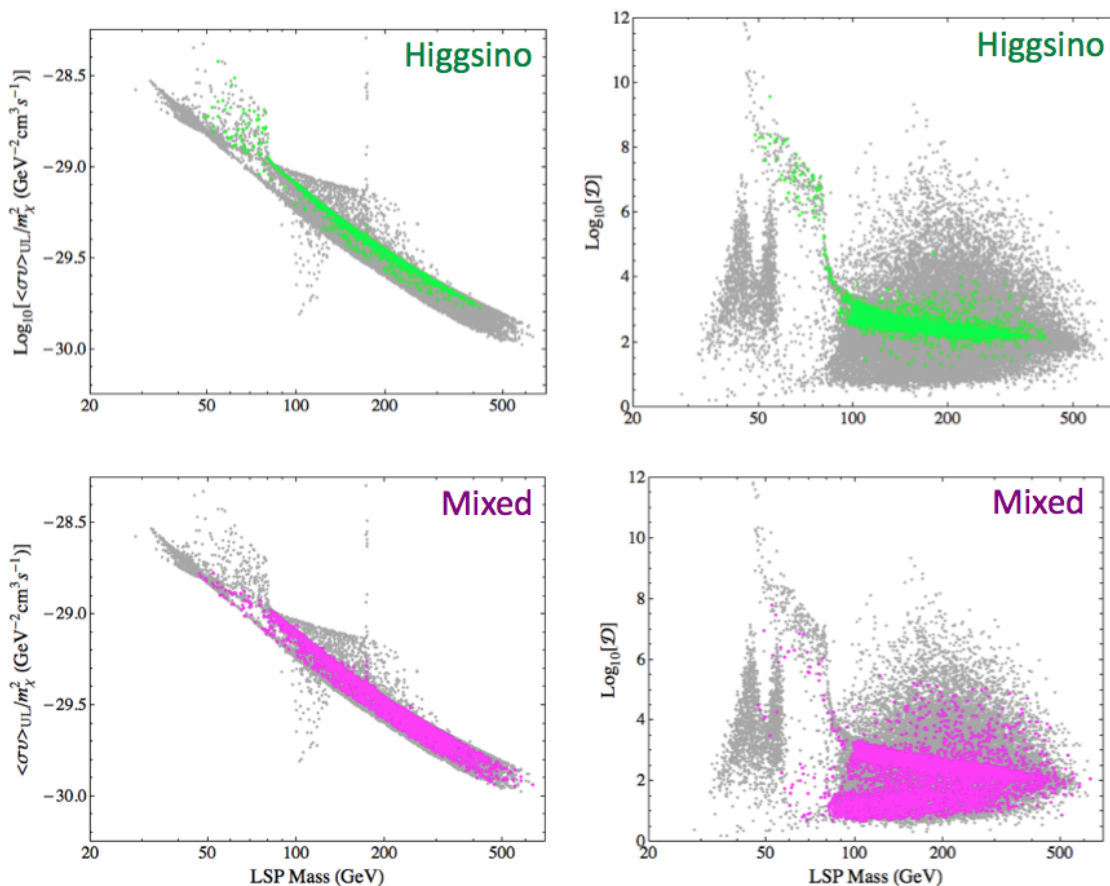 Higgsino
Log₁₀[<σv>UL/m²χ (GeV⁻²cm³s⁻¹)]
−28.5
−29.0
−29.5
−30.0
20 50 100 200 500
Higgsino
Log₁₀[𝒟]
12
10
8
6
4
2
0
20 50 100 200 500
Mixed
<σv>UL/m²χ (GeV⁻²cm³s⁻¹)]
−28.5
−29.0
−29.5
−30.0
20 50 100 200 500
LSP Mass (GeV)
Mixed
Log₁₀[𝒟]
12
10
8
6
4
2
0
20 50 100 200 500
LSP Mass (GeV)